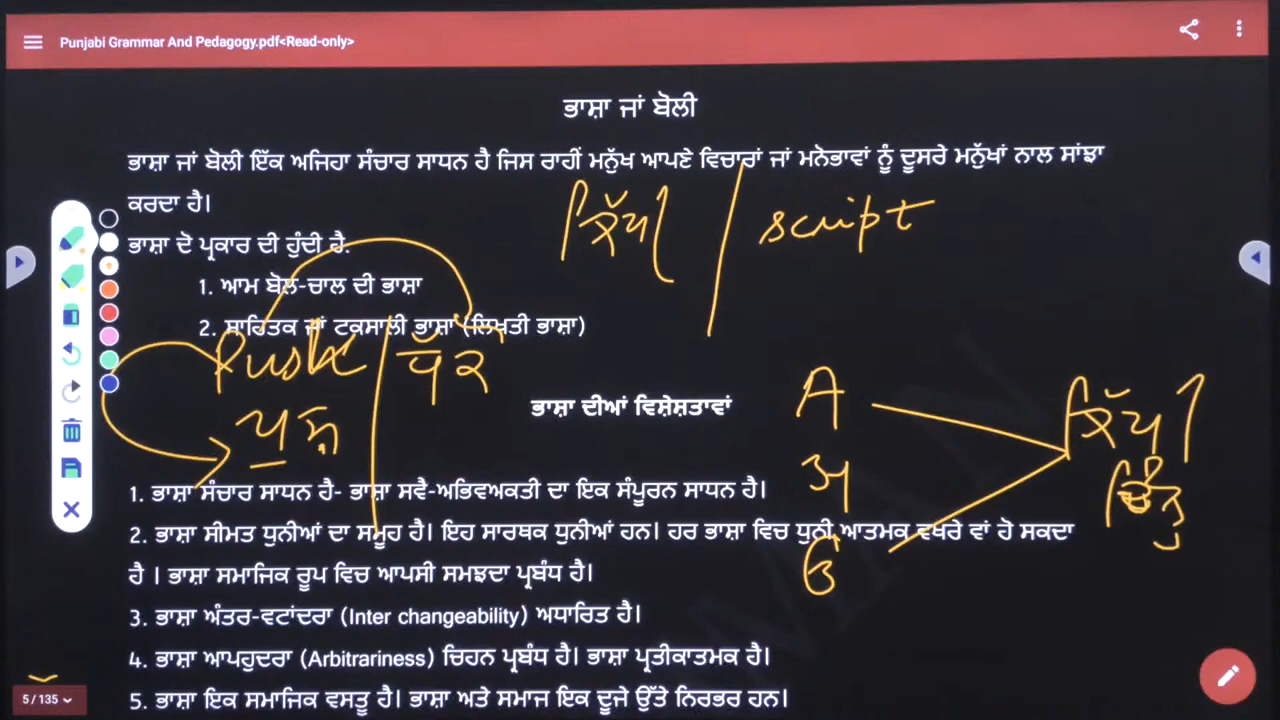 Punjabi Grammar And Pedagogy.pdf<Read-only>
ਭਾਸ਼ਾ ਜਾਂ ਬੋਲੀ
ਭਾਸ਼ਾ ਜਾਂ ਬੋਲੀ ਇੱਕ ਅਜਿਹਾ ਸੰਚਾਰ ਸਾਧਨ ਹੈ ਜਿਸ ਰਾਹੀਂ ਮਨੁੱਖ ਆਪਣੇ ਵਿਚਾਰਾਂ ਜਾਂ ਮਨੋਭਾਵਾਂ ਨੂੰ ਦੂਸਰੇ ਮਨੁੱਖਾਂ ਨਾਲ ਸਾਂਝਾ
ਕਰਦਾ ਹੈ।
script
ਭਾਸ਼ਾ ਦੋ ਪ੍ਰਕਾਰ ਦੀ ਹੁੰਦੀ ਹੈ:
1. ਆਮ ਬੋਲ-ਚਾਲ ਦੀ ਭਾਸ਼ਾ
2. ਸਾਹਿਤਕ ਜਾਂ ਟਕਸਾਲੀ ਭਾਸ਼ਾ (ਲਿਖਤੀ ਭਾਸ਼ਾ)
A
ਭਾਸ਼ਾ ਦੀਆਂ ਵਿਸ਼ੇਸ਼ਤਾਵਾਂ
अ
1. ਭਾਸ਼ਾ ਸੰਚਾਰ ਸਾਧਨ ਹੈ- ਭਾਸ਼ਾ ਸਵੈ-ਅਭਿਵਅਕਤੀ ਦਾ ਇਕ ਸੰਪੂਰਨ ਸਾਧਨ ਹੈ।
2. ਭਾਸ਼ਾ ਸੀਮਤ ਧੁਨੀਆਂ ਦਾ ਸਮੂਹ ਹੈ। ਇਹ ਸਾਰਥਕ ਧੁਨੀਆਂ ਹਨ। ਹਰ ਭਾਸ਼ਾ ਵਿਚ ਧੁਨੀ ਆਤਮਕ ਵਖਰੇ ਵਾਂ ਹੋ ਸਕਦਾ
ਹੈ । ਭਾਸ਼ਾ ਸਮਾਜਿਕ ਰੂਪ ਵਿਚ ਆਪਸੀ ਸਮਝਦਾ ਪ੍ਰਬੰਧ ਹੈ।
3. ਭਾਸ਼ਾ ਅੰਤਰ-ਵਟਾਂਦਰਾ (Inter changeability) ਅਧਾਰਿਤ ਹੈ।
4. ਭਾਸ਼ਾ ਆਪਹੁਦਰਾ (Arbitrariness) ਚਿਹਨ ਪ੍ਰਬੰਧ ਹੈ। ਭਾਸ਼ਾ ਪ੍ਰਤੀਕਾਤਮਕ ਹੈ।
5. ਭਾਸ਼ਾ ਇਕ ਸਮਾਜਿਕ ਵਸਤੂ ਹੈ। ਭਾਸ਼ਾ ਅਤੇ ਸਮਾਜ ਇਕ ਦੂਜੇ ਉੱਤੇ ਨਿਰਭਰ ਹਨ।
5 / 135